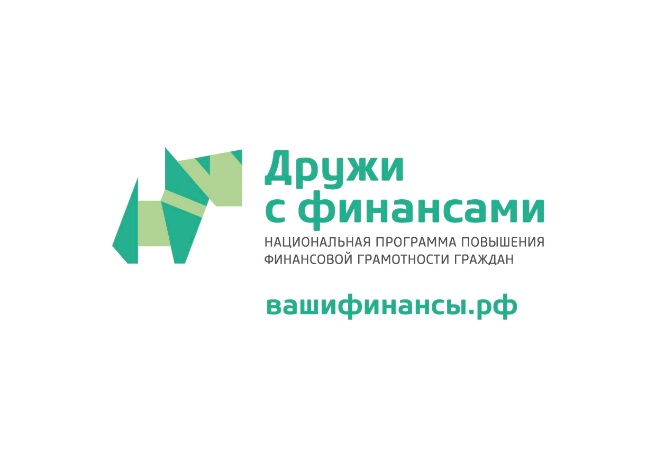 Дружи
с финансами
НАЦИОНАЛЬНАЯ ПРОГРАММА ПОВЫШЕНИЯ
ФИНАНСОВОЙ ГРАМОТНОСТИ ГРАЖДАН
вашифинансы.рф